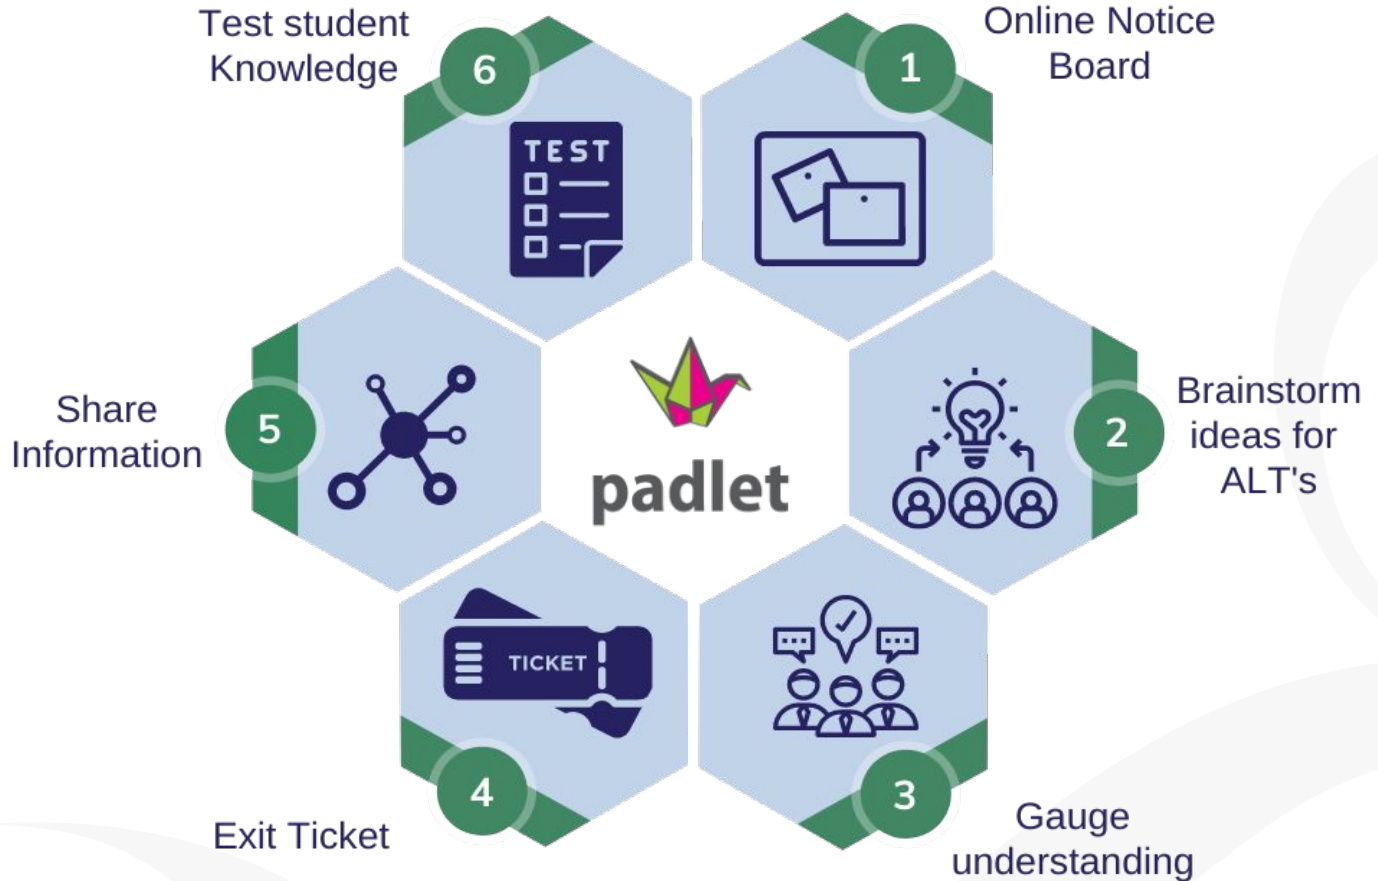 Online Notice
Board
1
Brainstorm
ideas for
ALT's
2
Gauge
understanding
3
Exit Ticket
4
TICKET
Share
Information
5
Test student
Knowledge
6
TEST
padlet